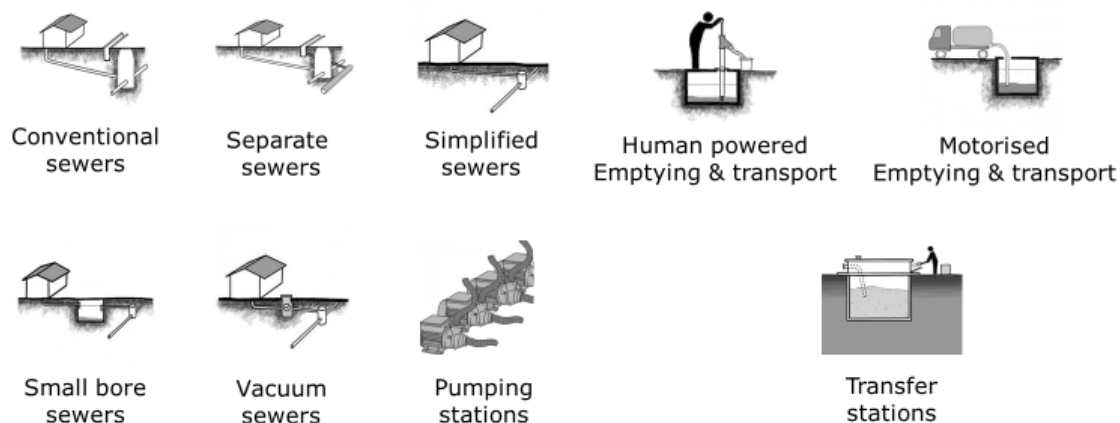 Conventional
sewers
Separate
sewers
Simplified
sewers
Human powered
Emptying & transport
Motorised
Emptying & transport
Small bore
sewers
Vacuum
sewers
Pumping
stations
Transfer
stations